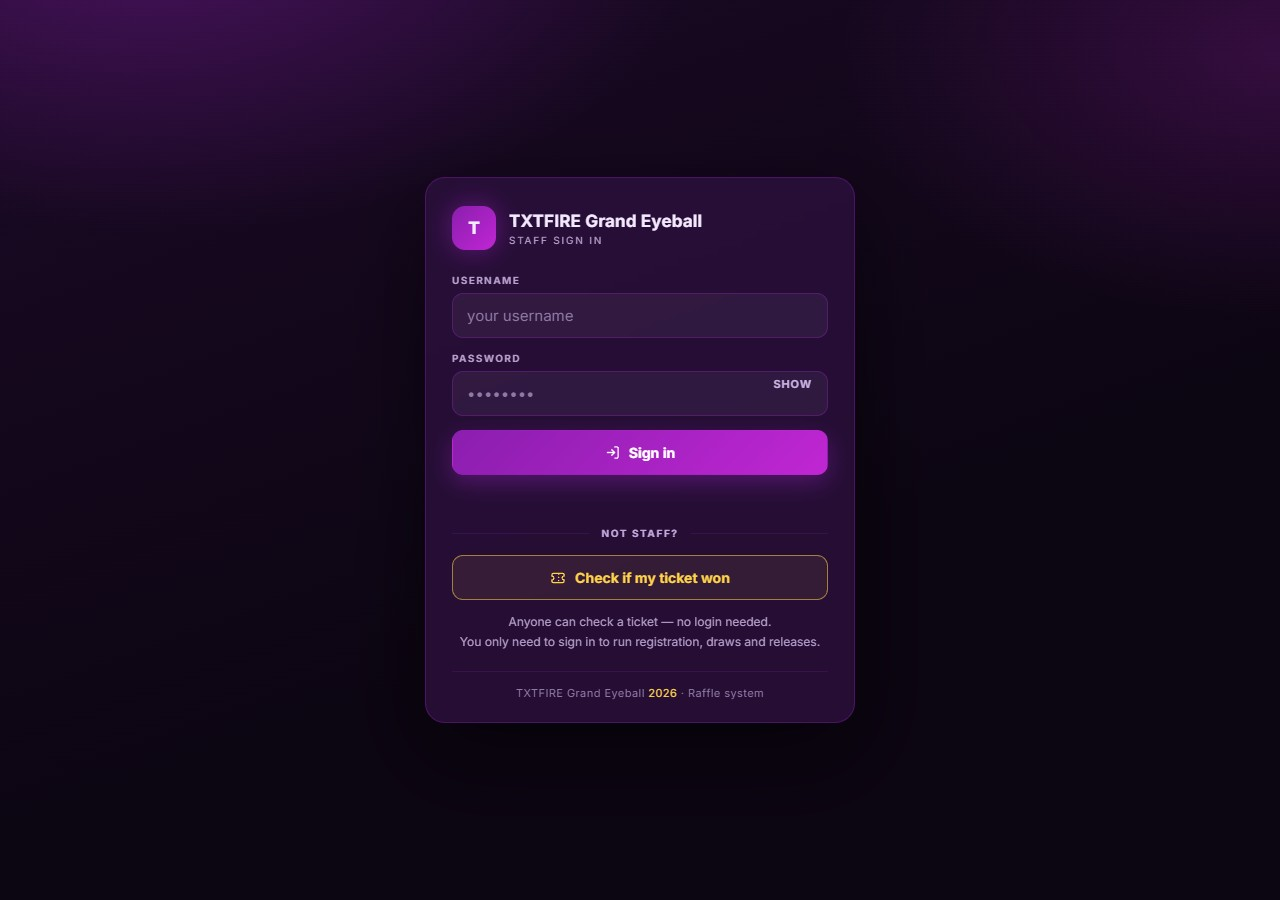 T
TXTFIRE Grand Eyeball
STAFF SIGN IN
USERNAME
your username
PASSWORD
••••••••
SHOW
Sign in
NOT STAFF?
Check if my ticket won
Anyone can check a ticket — no login needed.
You only need to sign in to run registration, draws and releases.
TXTFIRE Grand Eyeball 2026 · Raffle system